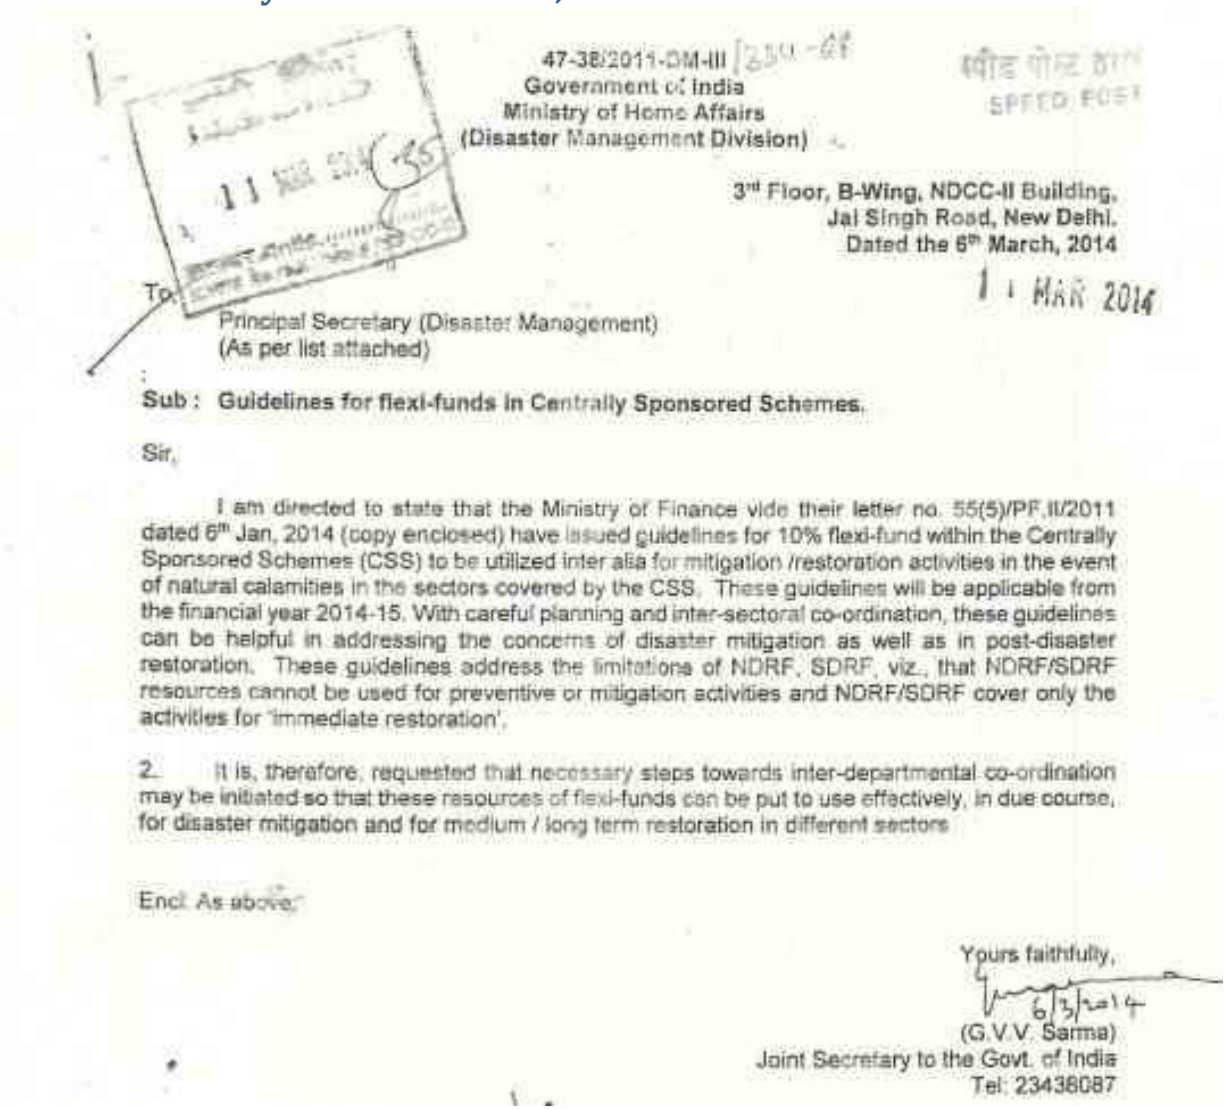 47-38/2011-DM-III
Government of India
Ministry of Home Affairs
(Disaster Management Division)
स्पीड पोस्ट
SPEED POST
11 MAR
3rd Floor, B-Wing, NDCC-II Building,
Jai Singh Road, New Delhi.
Dated the 6th March, 2014
11 MAR 2014
To,
Principal Secretary (Disaster Management)
(As per list attached)
Sub : Guidelines for flexi-funds in Centrally Sponsored Schemes.
Sir,
I am directed to state that the Ministry of Finance vide their letter no. 55(5)/PF.II/2011
dated 6th Jan, 2014 (copy enclosed) have issued guidelines for 10% flexi-fund within the Centrally
Sponsored Schemes (CSS) to be utilized inter alia for mitigation /restoration activities in the event
of natural calamities in the sectors covered by the CSS. These guidelines will be applicable from
the financial year 2014-15. With careful planning and inter-sectoral co-ordination, these guidelines
can be helpful in addressing the concerns of disaster mitigation as well as in post-disaster
restoration. These guidelines address the limitations of NDRF, SDRF, viz., that NDRF/SDRF
resources cannot be used for preventive or mitigation activities and NDRF/SDRF cover only the
activities for 'immediate restoration'.
2. It is, therefore, requested that necessary steps towards inter-departmental co-ordination
may be initiated so that these resources of flexi-funds can be put to use effectively, in due course,
for disaster mitigation and for medium / long term restoration in different sectors
Encl: As above,
Yours faithfully,
6/3/2014
(G.V.V. Sarma)
Joint Secretary to the Govt. of India
Tel: 23438087